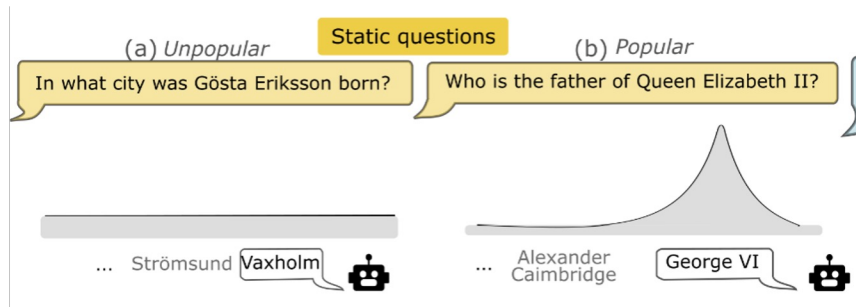 Static questions
(a) Unpopular
In what city was Gösta Eriksson born?
... Strömsund Vaxholm
(b) Popular
Who is the father of Queen Elizabeth II?
... Alexander
Caimbridge
George VI